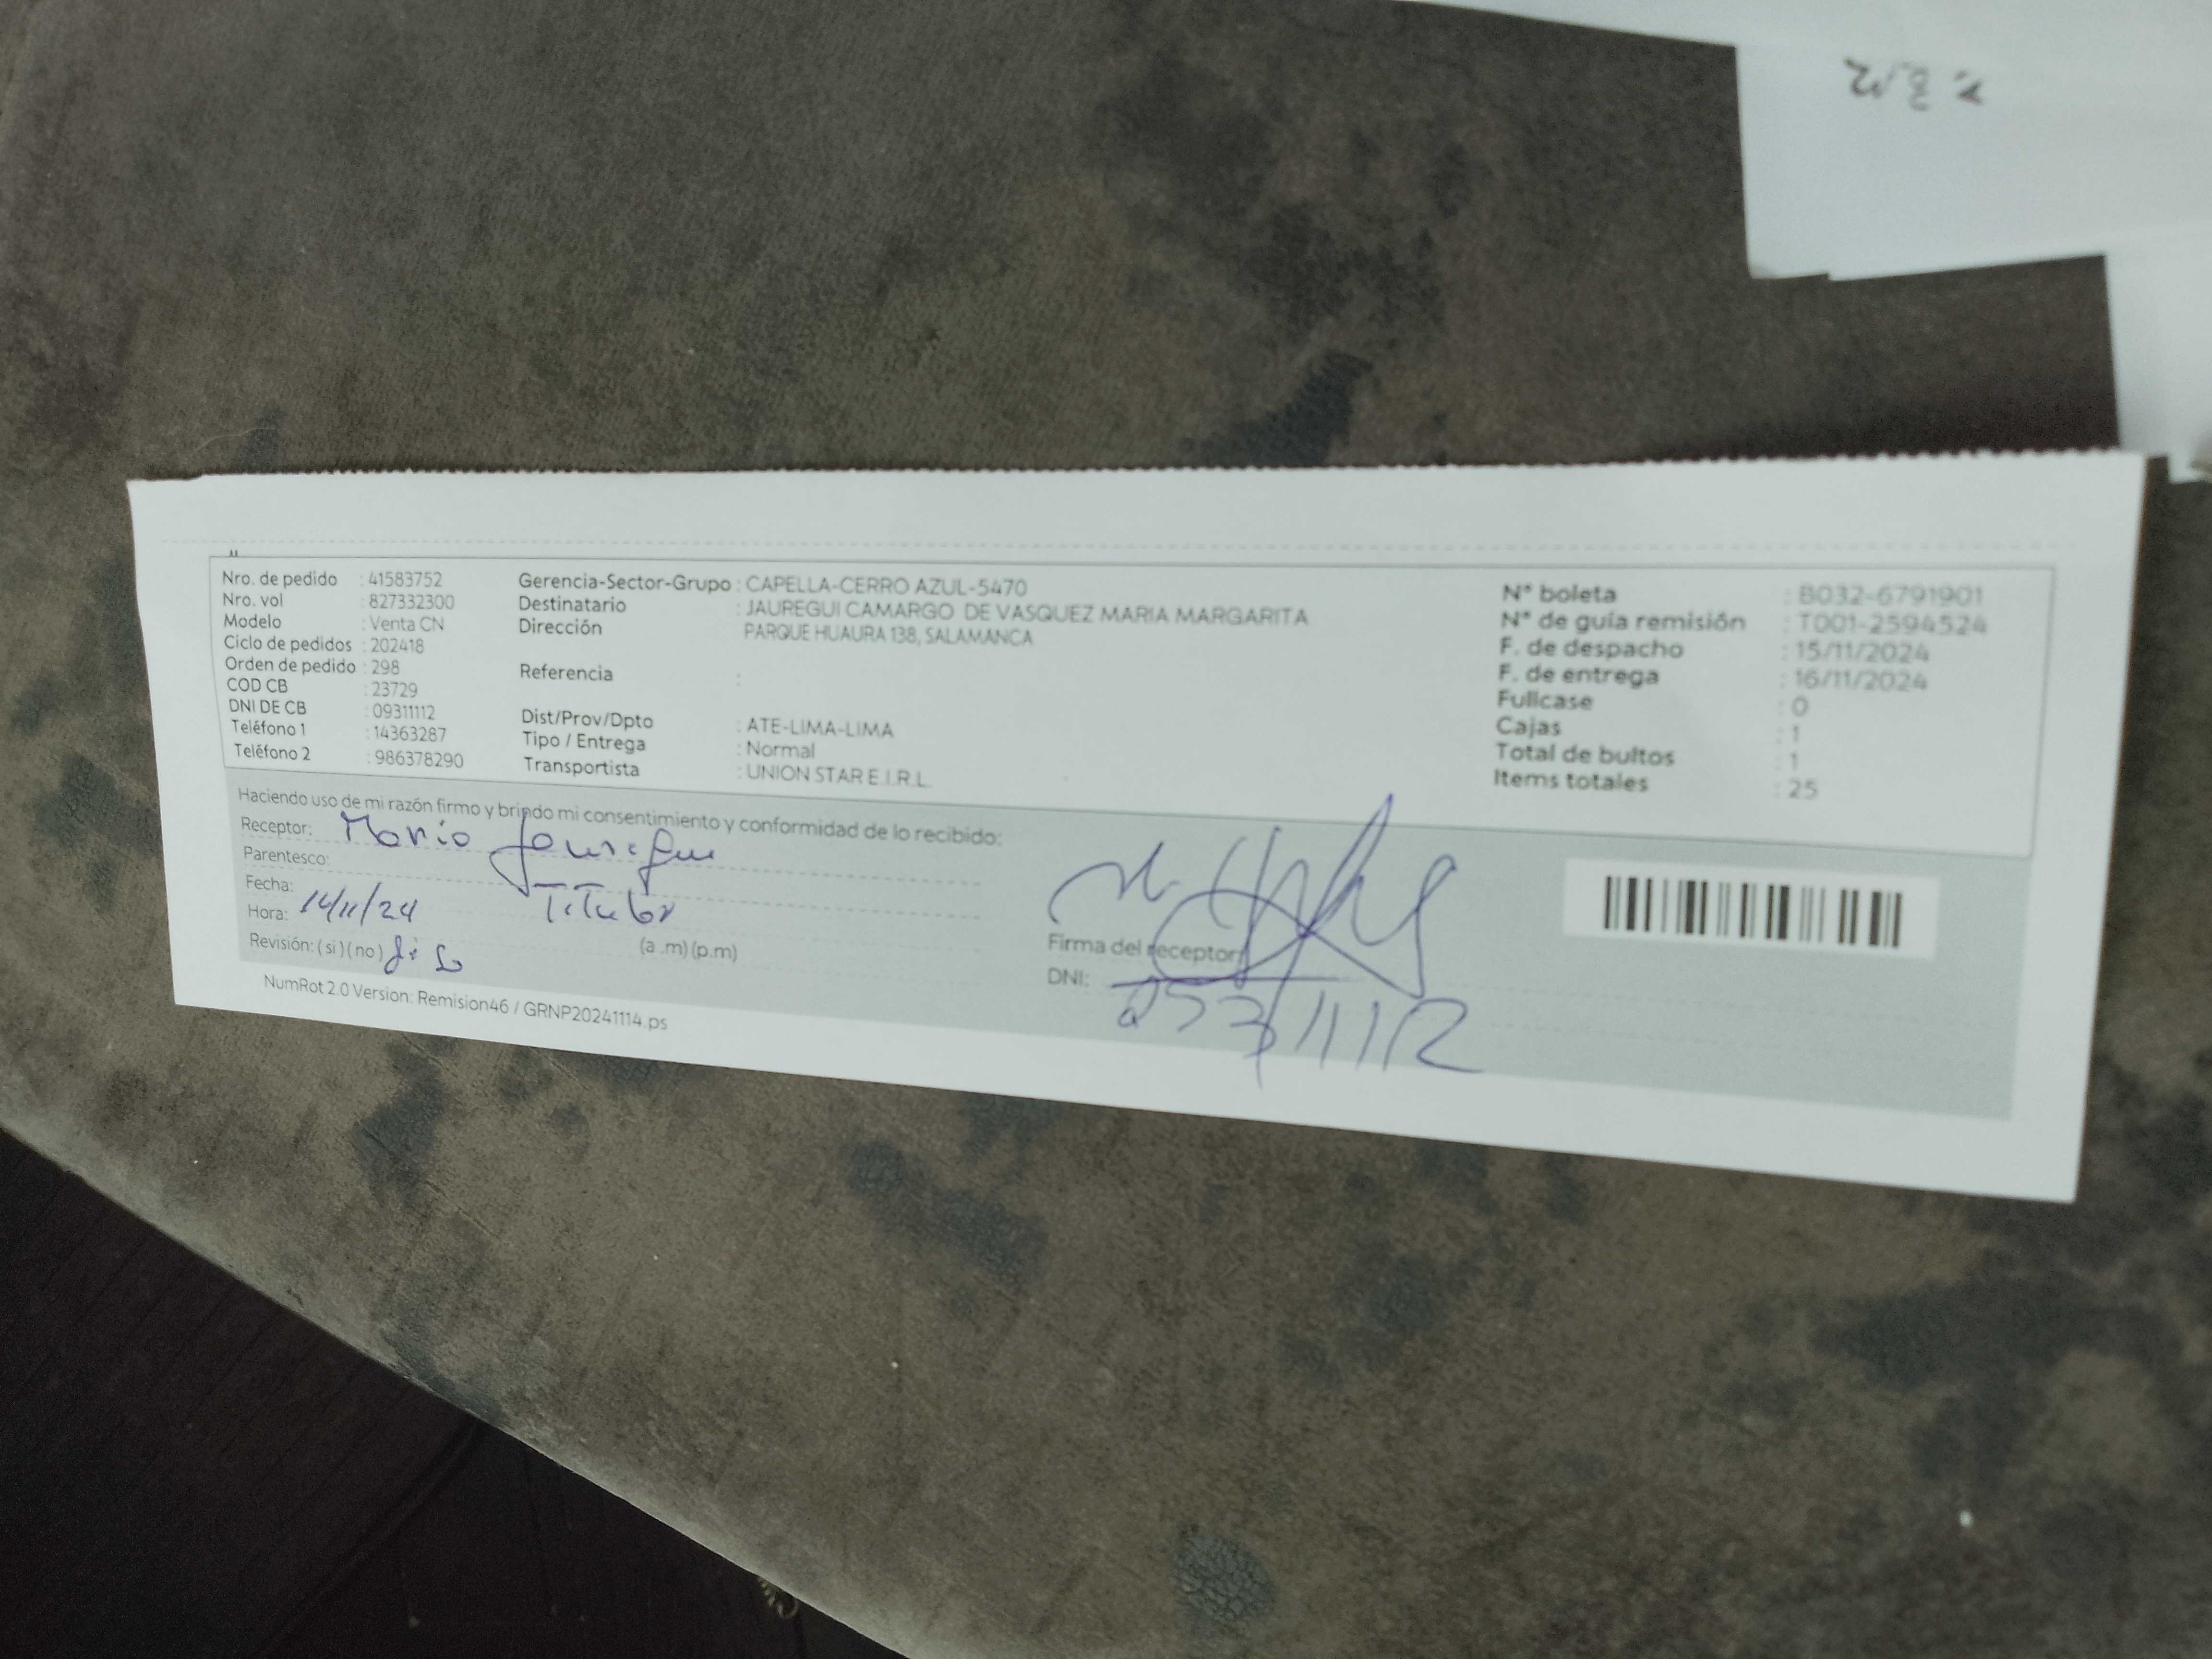 Nro. de pedido : 41583752
Nro. vol : 827332300
Modelo : Venta CN
Ciclo de pedidos : 202418
Orden de pedido : 298
COD CB : 23729
DNI DE CB : 09311112
Teléfono 1 : 14363287
Teléfono 2 : 986378290
Gerencia-Sector-Grupo : CAPELLA-CERRO AZUL-5470
Destinatario : JAUREGUI CAMARGO DE VASQUEZ MARIA MARGARITA
Dirección PARQUE HUAURA 138, SALAMANCA
Referencia :
Dist/Prov/Dpto : ATE-LIMA-LIMA
Tipo / Entrega : Normal
Transportista : UNION STAR E.I.R.L.
N° boleta : B032-6791901
N° de guía remisión : T001-2594524
F. de despacho : 15/11/2024
F. de entrega : 16/11/2024
Fullcase : 0
Cajas : 1
Total de bultos : 1
Items totales : 25
Haciendo uso de mi razón firmo y brindo mi consentimiento y conformidad de lo recibido:
Receptor: Maria Jauregui
Parentesco: Titular
Fecha:
Hora: (a .m) (p.m)
Revisión: (si) (no)
Firma del receptor
DNI:
NumRot 2.0 Version: Remision46 / GRNP20241114.ps